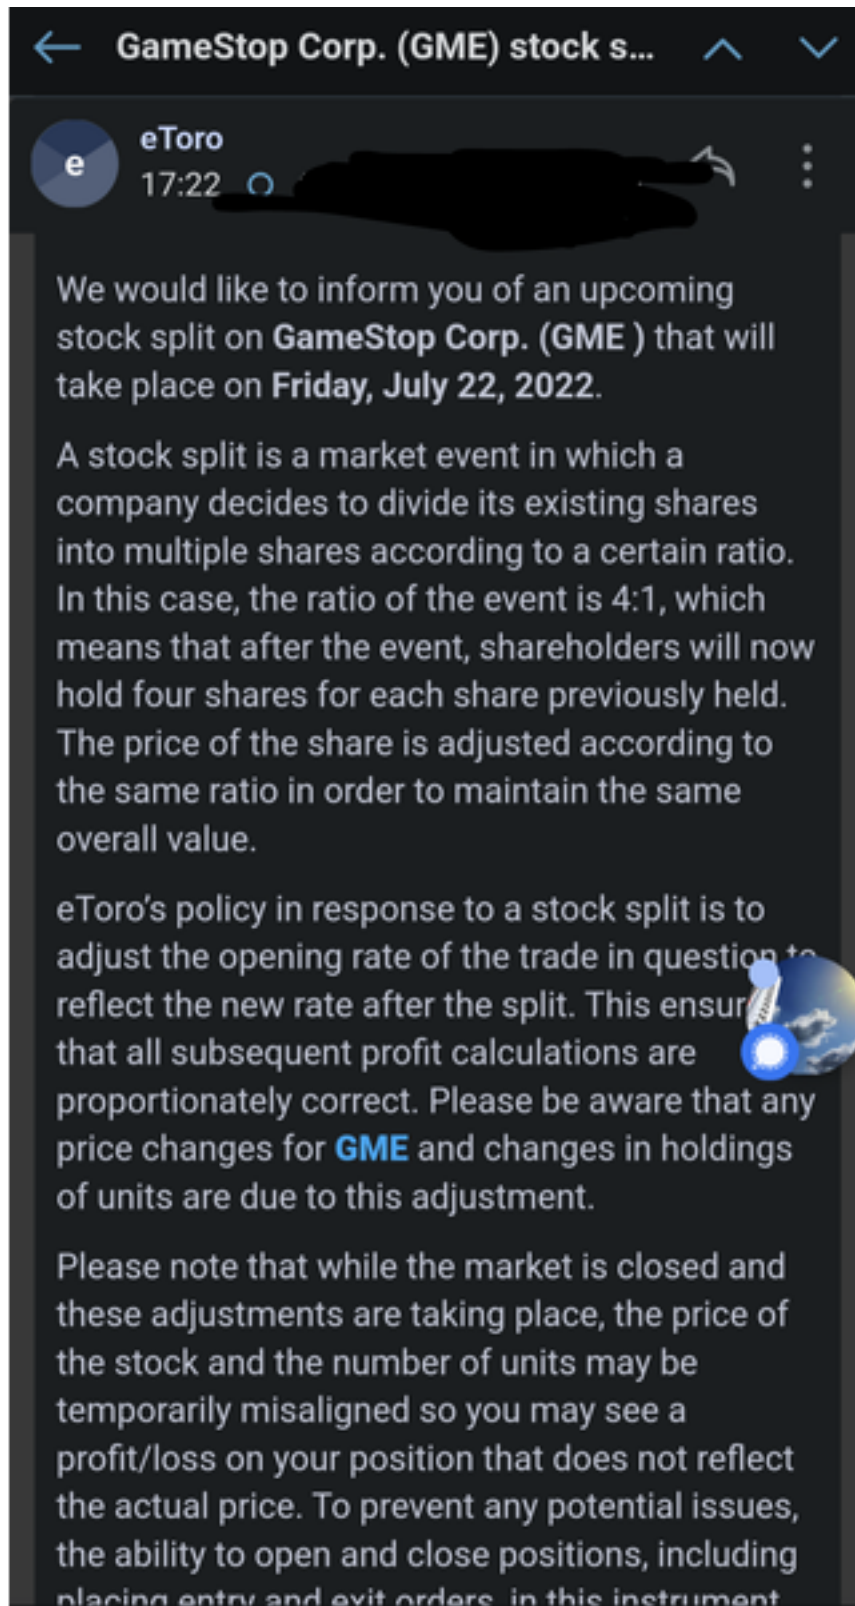 GameStop Corp. (GME) stock s...
e
eToro
17:22
We would like to inform you of an upcoming
stock split on GameStop Corp. (GME ) that will
take place on Friday, July 22, 2022.
A stock split is a market event in which a
company decides to divide its existing shares
into multiple shares according to a certain ratio.
In this case, the ratio of the event is 4:1, which
means that after the event, shareholders will now
hold four shares for each share previously held.
The price of the share is adjusted according to
the same ratio in order to maintain the same
overall value.
eToro’s policy in response to a stock split is to
adjust the opening rate of the trade in question to
reflect the new rate after the split. This ensur
that all subsequent profit calculations are
proportionately correct. Please be aware that any
price changes for GME and changes in holdings
of units are due to this adjustment.
Please note that while the market is closed and
these adjustments are taking place, the price of
the stock and the number of units may be
temporarily misaligned so you may see a
profit/loss on your position that does not reflect
the actual price. To prevent any potential issues,
the ability to open and close positions, including
placing entry and exit orders, in this instrument